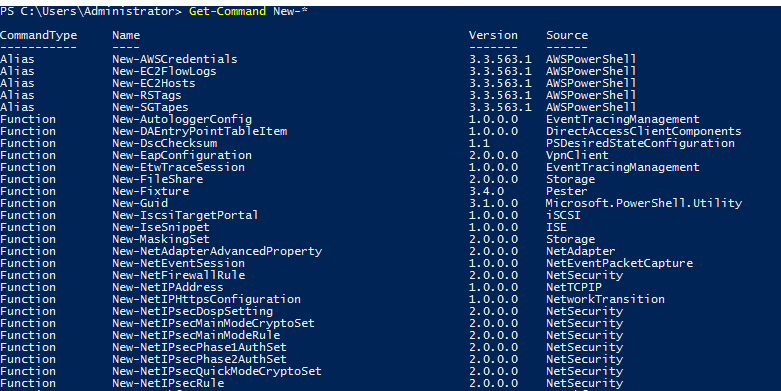 PS C:\Users\Administrator> Get-Command New-*
CommandType Name Version Source
----------- ---- ------- ------
Alias New-AWSCredentials 3.3.563.1 AWSPowerShell
Alias New-EC2FlowLogs 3.3.563.1 AWSPowerShell
Alias New-EC2Hosts 3.3.563.1 AWSPowerShell
Alias New-RSTags 3.3.563.1 AWSPowerShell
Alias New-SGTapes 3.3.563.1 AWSPowerShell
Function New-AutologgerConfig 1.0.0.0 EventTracingManagement
Function New-DAEntryPointTableItem 1.0.0.0 DirectAccessClientComponents
Function New-DscChecksum 1.1 PSDesiredStateConfiguration
Function New-EapConfiguration 2.0.0.0 VpnClient
Function New-EtwTraceSession 1.0.0.0 EventTracingManagement
Function New-FileShare 2.0.0.0 Storage
Function New-Fixture 3.4.0 Pester
Function New-Guid 3.1.0.0 Microsoft.PowerShell.Utility
Function New-IscsiTargetPortal 1.0.0.0 iSCSI
Function New-IseSnippet 1.0.0.0 ISE
Function New-MaskingSet 2.0.0.0 Storage
Function New-NetAdapterAdvancedProperty 2.0.0.0 NetAdapter
Function New-NetEventSession 1.0.0.0 NetEventPacketCapture
Function New-NetFirewallRule 2.0.0.0 NetSecurity
Function New-NetIPAddress 1.0.0.0 NetTCPIP
Function New-NetIPHttpsConfiguration 1.0.0.0 NetworkTransition
Function New-NetIPsecDospSetting 2.0.0.0 NetSecurity
Function New-NetIPsecMainModeCryptoSet 2.0.0.0 NetSecurity
Function New-NetIPsecMainModeRule 2.0.0.0 NetSecurity
Function New-NetIPsecPhase1AuthSet 2.0.0.0 NetSecurity
Function New-NetIPsecPhase2AuthSet 2.0.0.0 NetSecurity
Function New-NetIPsecQuickModeCryptoSet 2.0.0.0 NetSecurity
Function New-NetIPsecRule 2.0.0.0 NetSecurity